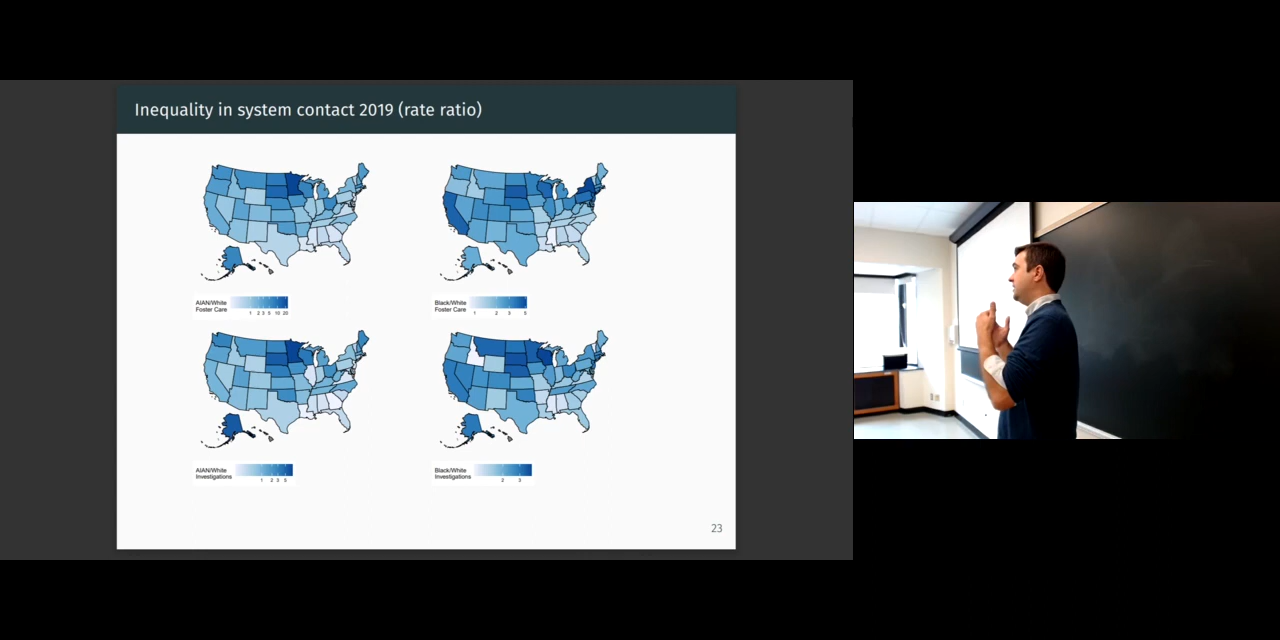 Inequality in system contact 2019 (rate ratio)
AIAN/White
Foster Care
1 2 3 5 10 20
Black/White
Foster Care
1 2 3 5
AIAN/White
Investigations
1 2 3 5
Black/White
Investigations
2 3
23